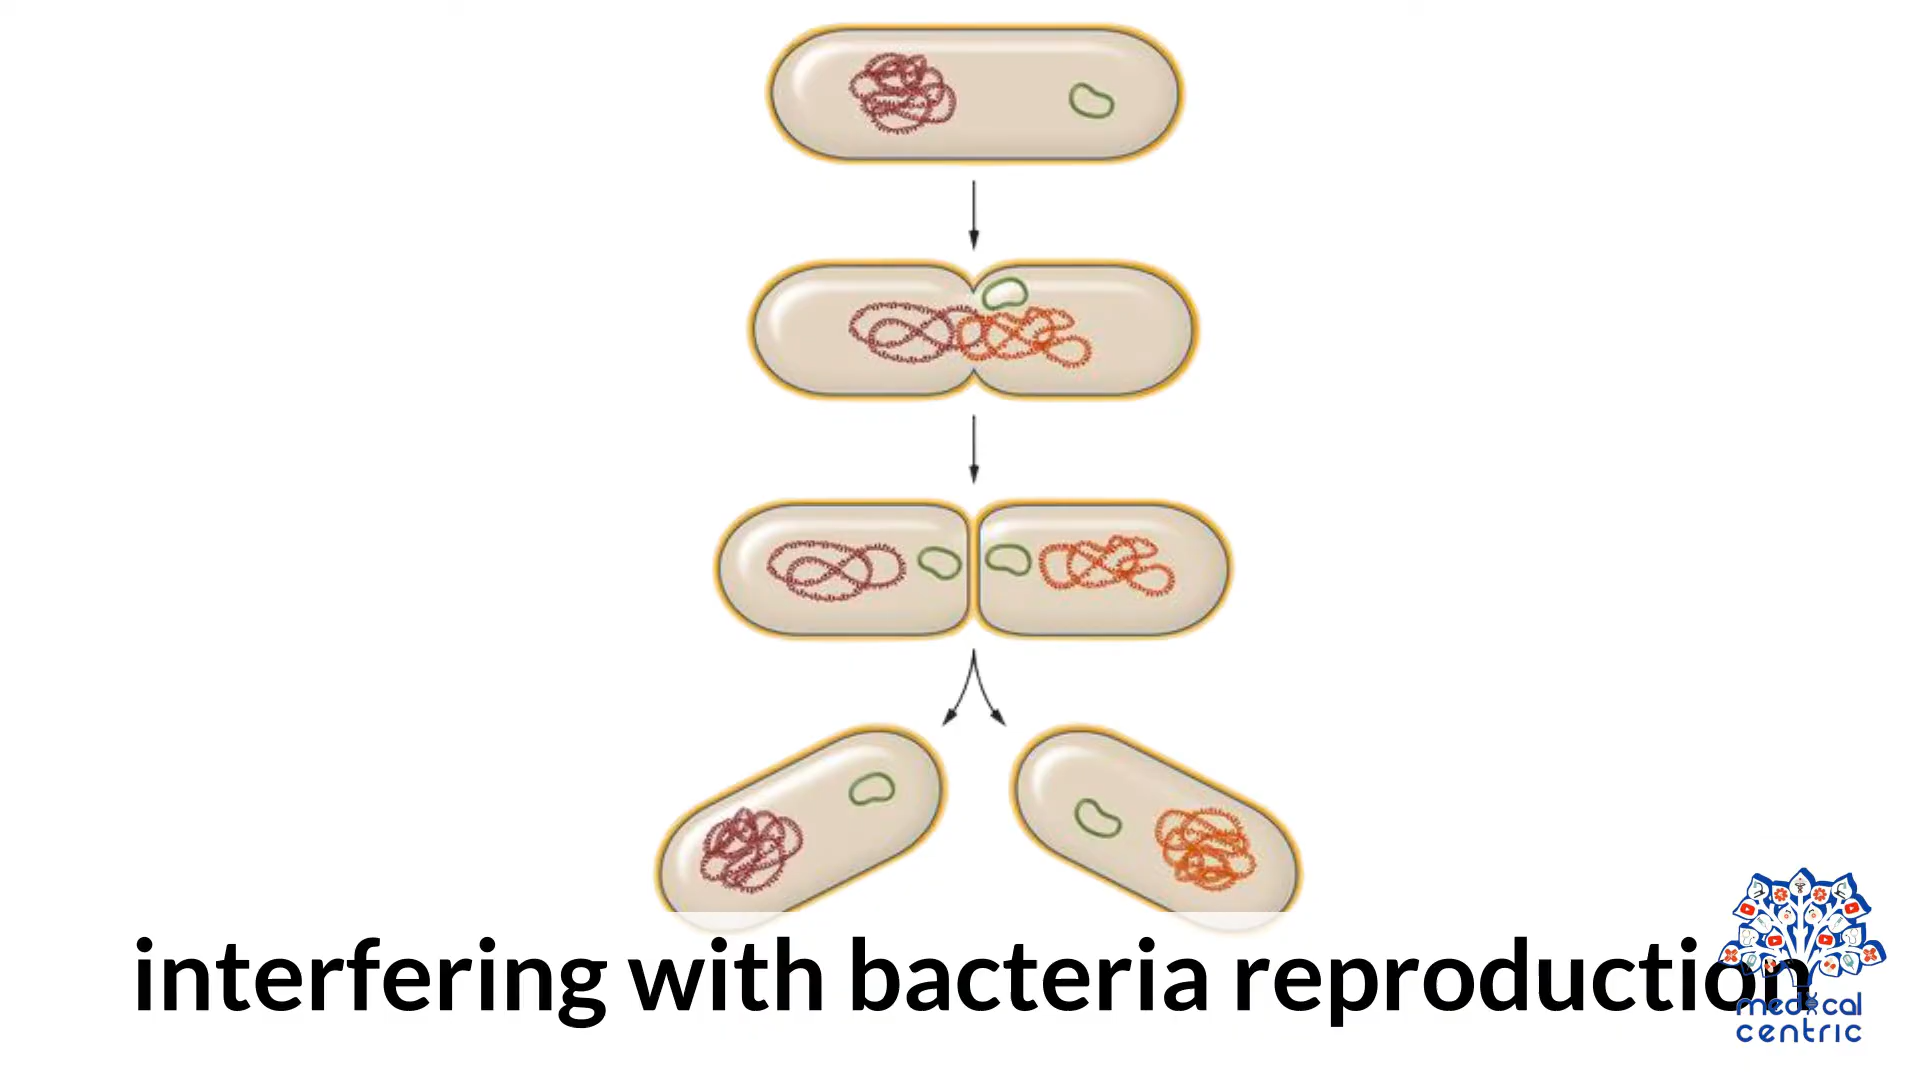 interfering with bacteria reproduction
medical
centric